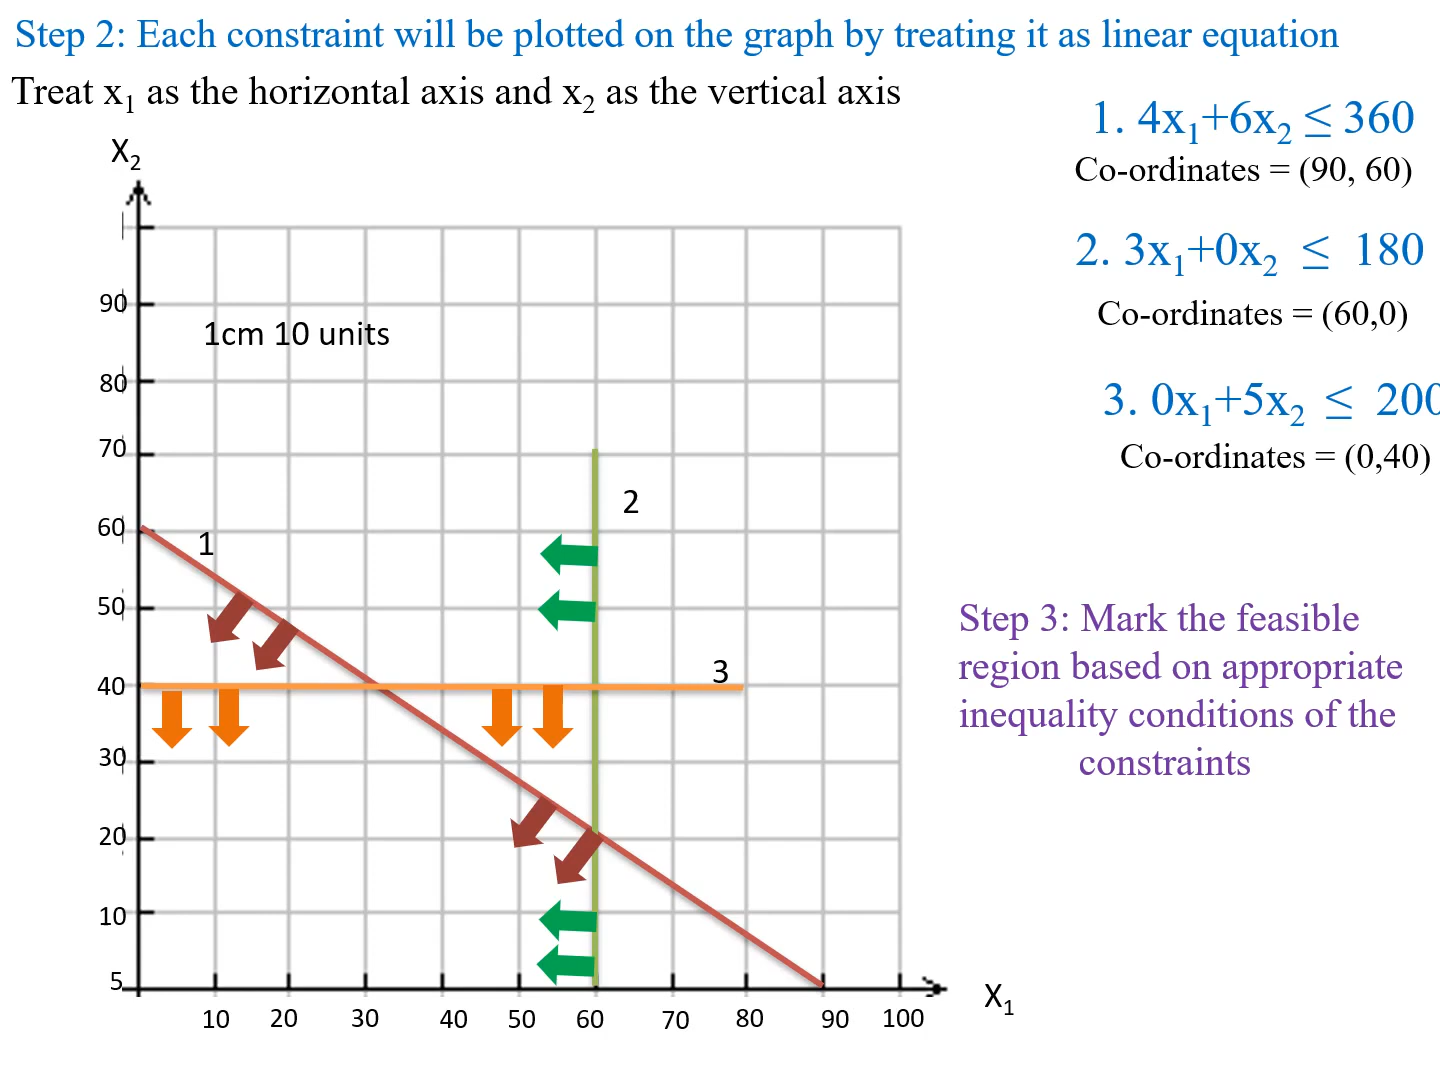 Step 2: Each constraint will be plotted on the graph by treating it as linear equation
Treat x₁ as the horizontal axis and x₂ as the vertical axis
1. 4x₁+6x₂ ≤ 360
Co-ordinates = (90, 60)
2. 3x₁+0x₂ ≤ 180
Co-ordinates = (60,0)
3. 0x₁+5x₂ ≤ 200
Co-ordinates = (0,40)
X₂
90
1cm 10 units
80
70
2
60
1
50
3
40
30
20
10
5
X₁
10 20 30 40 50 60 70 80 90 100
Step 3: Mark the feasible
region based on appropriate
inequality conditions of the
constraints